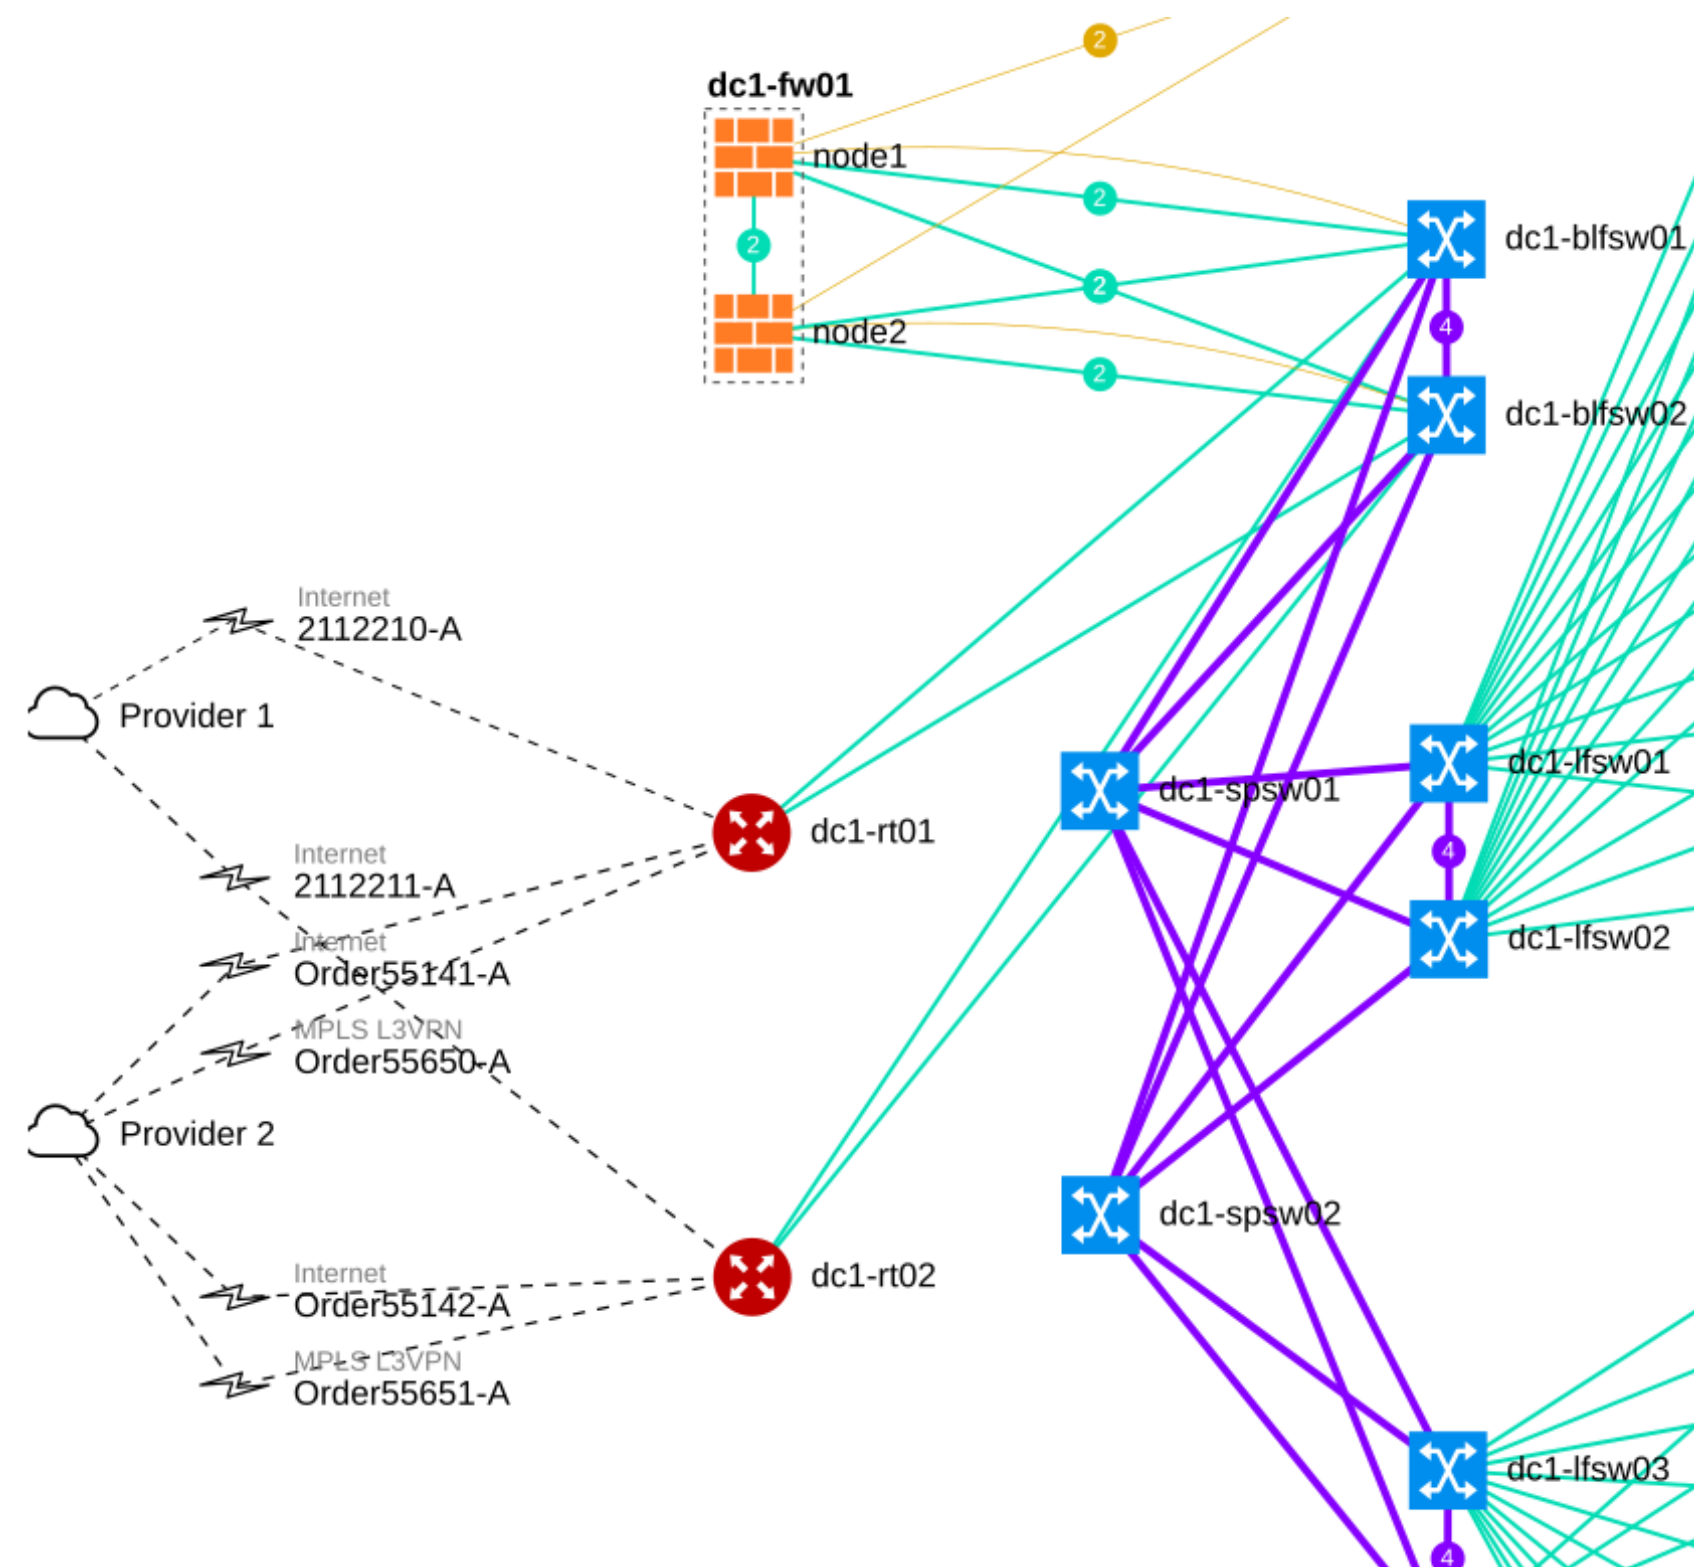 2
dc1-fw01
node1
2
dc1-blfsw01
2
2
node2
4
2
dc1-blfsw02
Internet
2112210-A
Provider 1
dc1-lfsw01
dc1-spsw01
dc1-rt01
Internet
2112211-A
4
Internet
Order55141-A
dc1-lfsw02
MPLS L3VPN
Order55650-A
Provider 2
dc1-spsw02
Internet
Order55142-A
dc1-rt02
MPLS L3VPN
Order55651-A
dc1-lfsw03
4